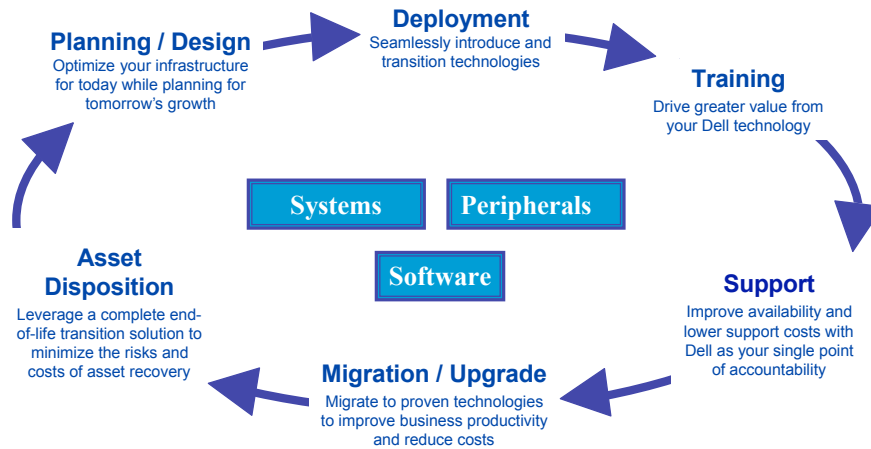 Planning / Design
Optimize your infrastructure
for today while planning for
tomorrow's growth
Deployment
Seamlessly introduce and
transition technologies
Training
Drive greater value from
your Dell technology
Systems
Peripherals
Software
Support
Improve availability and
lower support costs with
Dell as your single point
of accountability
Migration / Upgrade
Migrate to proven technologies
to improve business productivity
and reduce costs
Asset
Disposition
Leverage a complete end-
of-life transition solution to
minimize the risks and
costs of asset recovery